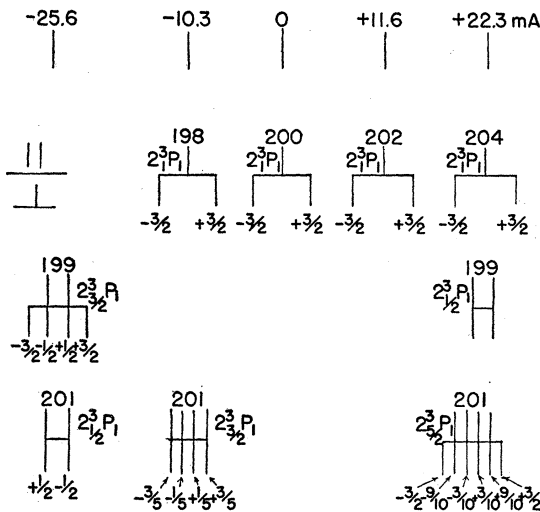 -25.6 -10.3 0 +11.6 +22.3 mA
198 200 202 204
2³₁P₁ 2³₁P₁ 2³₁P₁ 2³₁P₁
-3/2 +3/2 -3/2 +3/2 -3/2 +3/2 -3/2 +3/2
199 199
2³₃/₂P₁ 2³₁/₂P₁
-3/2 -1/2 +1/2 +3/2
201 201 201
2³₁/₂P₁ 2³₃/₂P₁ 2³₅/₂P₁
+1/2 -1/2 -3/5 -1/5 +1/5 +3/5 -3/2 -9/10 -3/10 +3/10 +9/10 +3/2